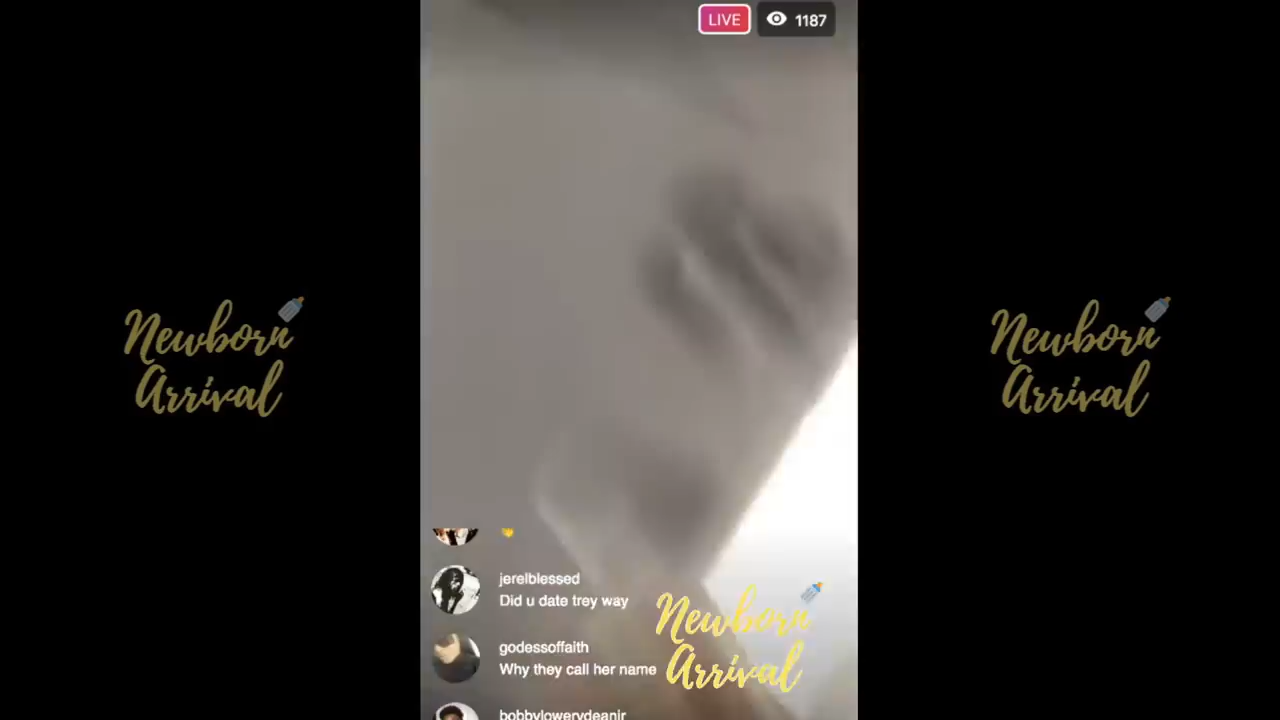 LIVE 1187
Newborn
Arrival
Newborn
Arrival
💛
jerelblessed
Did u date trey way
godessoffaith
Why they call her name
Newborn
Arrival
bobbylowerydeanjr